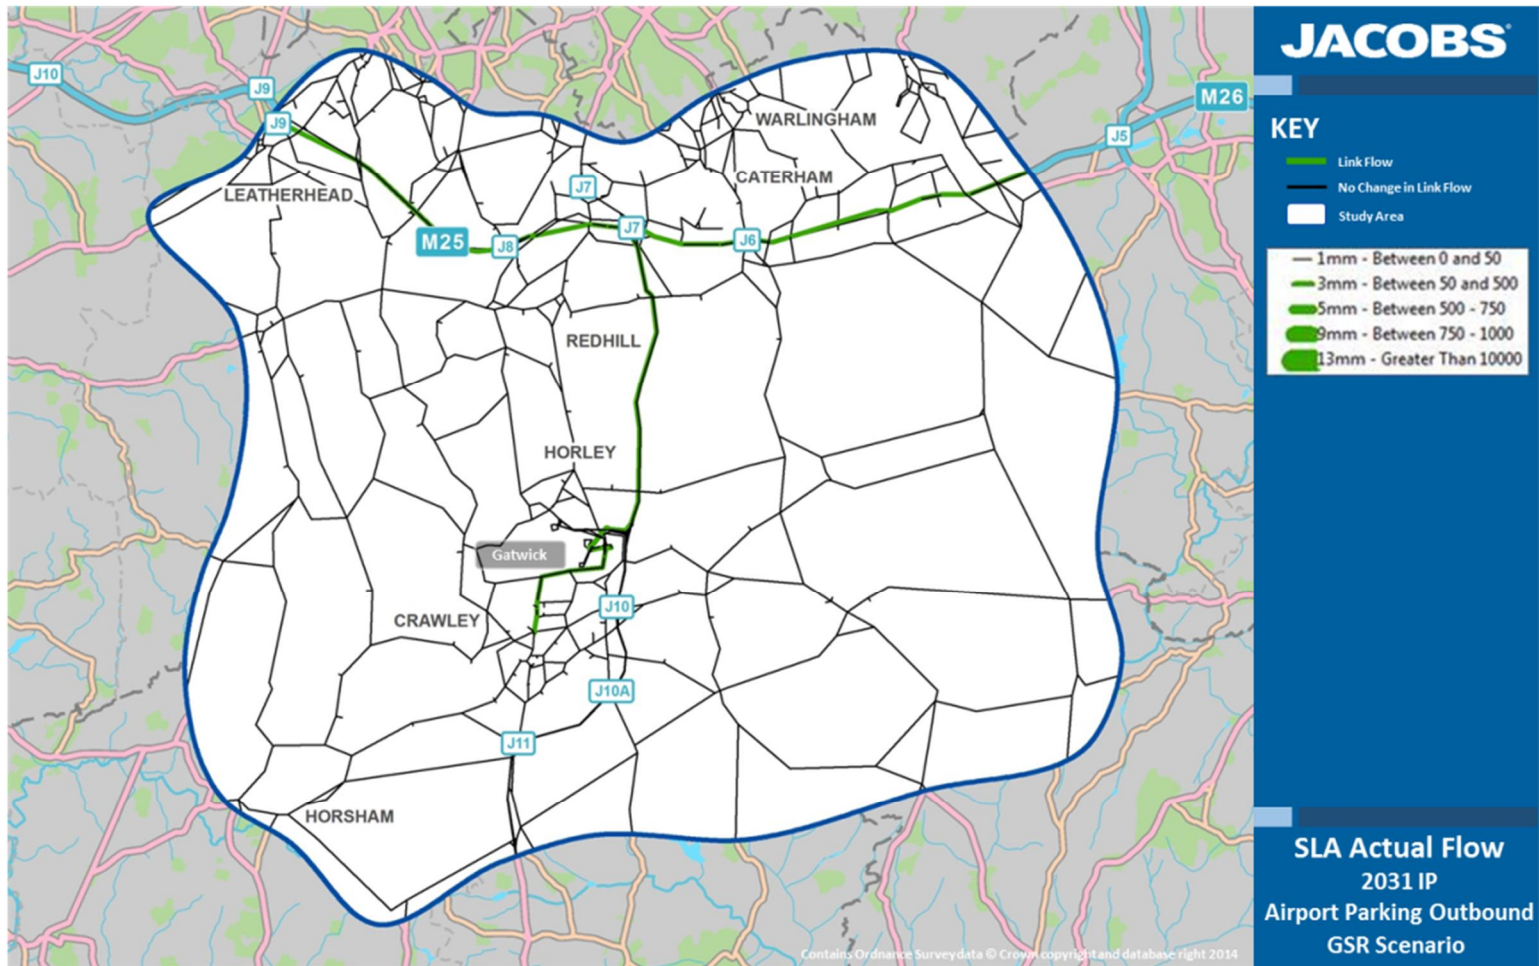 JACOBS
J10
J9
M26
J5
J9
WARLINGHAM
KEY
Link Flow
No Change in Link Flow
Study Area
CATERHAM
LEATHERHEAD
J7
M25
J8
J7
J6
1mm - Between 0 and 50
3mm - Between 50 and 500
5mm - Between 500 - 750
9mm - Between 750 - 1000
13mm - Greater Than 10000
REDHILL
HORLEY
Gatwick
CRAWLEY
J10
J10A
J11
HORSHAM
SLA Actual Flow
2031 IP
Airport Parking Outbound
GSR Scenario
Contains Ordnance Survey data © Crown copyright and database right 2014